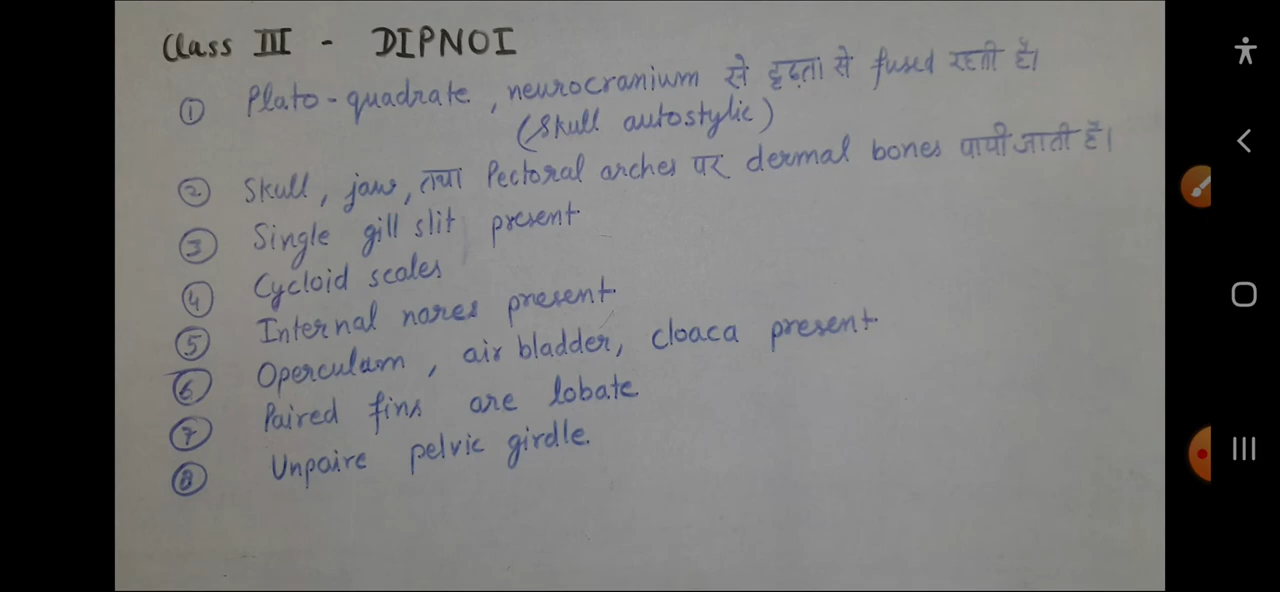 Class III - DIPNOI
① Plato-quadrate, neurocranium से दृढ़ता से fused रहती है।
(Skull autostylic)
② Skull, jaw, तथा Pectoral arches पर dermal bones पायी जाती हैं।
③ Single gill slit present
④ Cycloid scales
⑤ Internal nares present.
⑥ Operculam, air bladder, cloaca present.
⑦ Paired fins are lobate
⑧ Unpaire pelvic girdle.